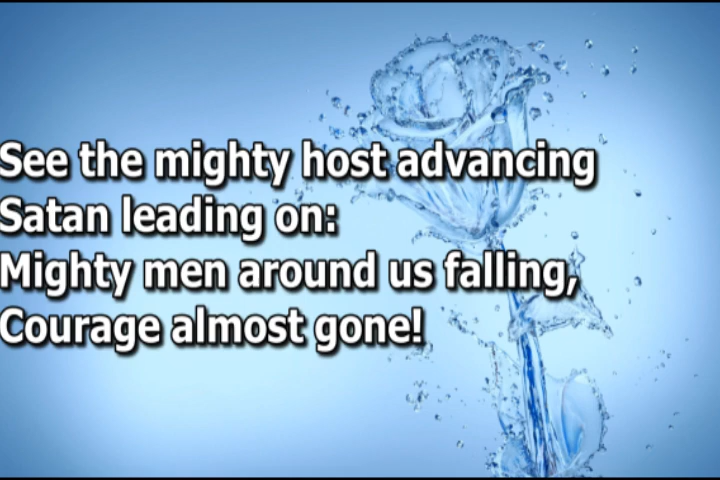 See the mighty host advancing
Satan leading on:
Mighty men around us falling,
Courage almost gone!